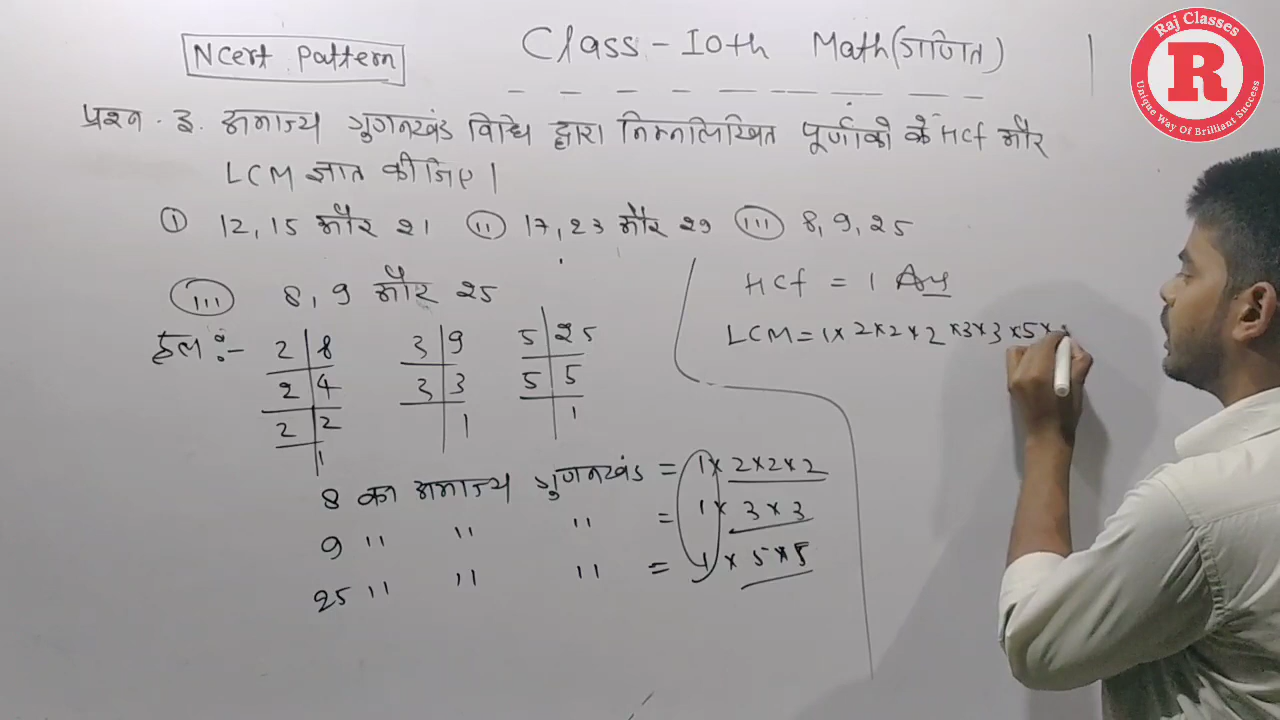 Ncert Pattern
Class-10th Math(गणित)
Raj Classes
R
Unique Way Of Brilliant Success
प्रश्न. 3. अभाज्य गुणनखंड विधि द्वारा निम्नलिखित पूर्णांकों के HCf और
LCM ज्ञात कीजिए।
(i) 12, 15 और 21 (ii) 17, 23 और 29 (iii) 8, 9, 25
(iii) 8, 9 और 25
हल:-
2 | 8
2 | 4
2 | 2
1
3 | 9
3 | 3
1
5 | 25
5 | 5
1
8 का अभाज्य गुणनखंड = 1 × 2×2×2
9 " " " = 1 × 3 × 3
25 " " " = 1 × 5 × 5
HCf = 1 Ans
LCM = 1 × 2 × 2 × 2 × 3 × 3 × 5 ×